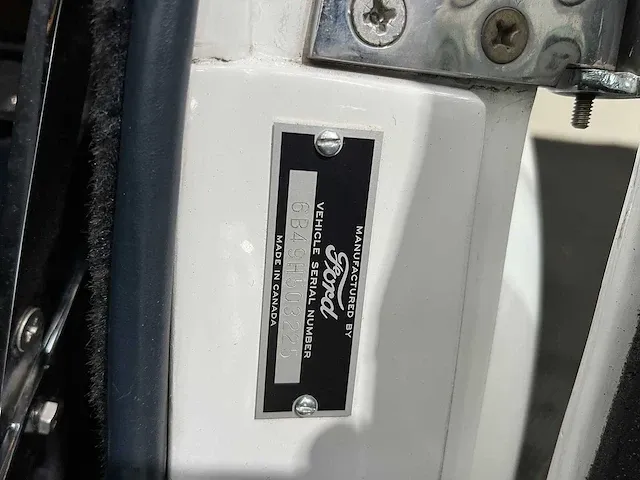 MANUFACTURED BY
Ford
VEHICLE SERIAL NUMBER
MADE IN CANADA